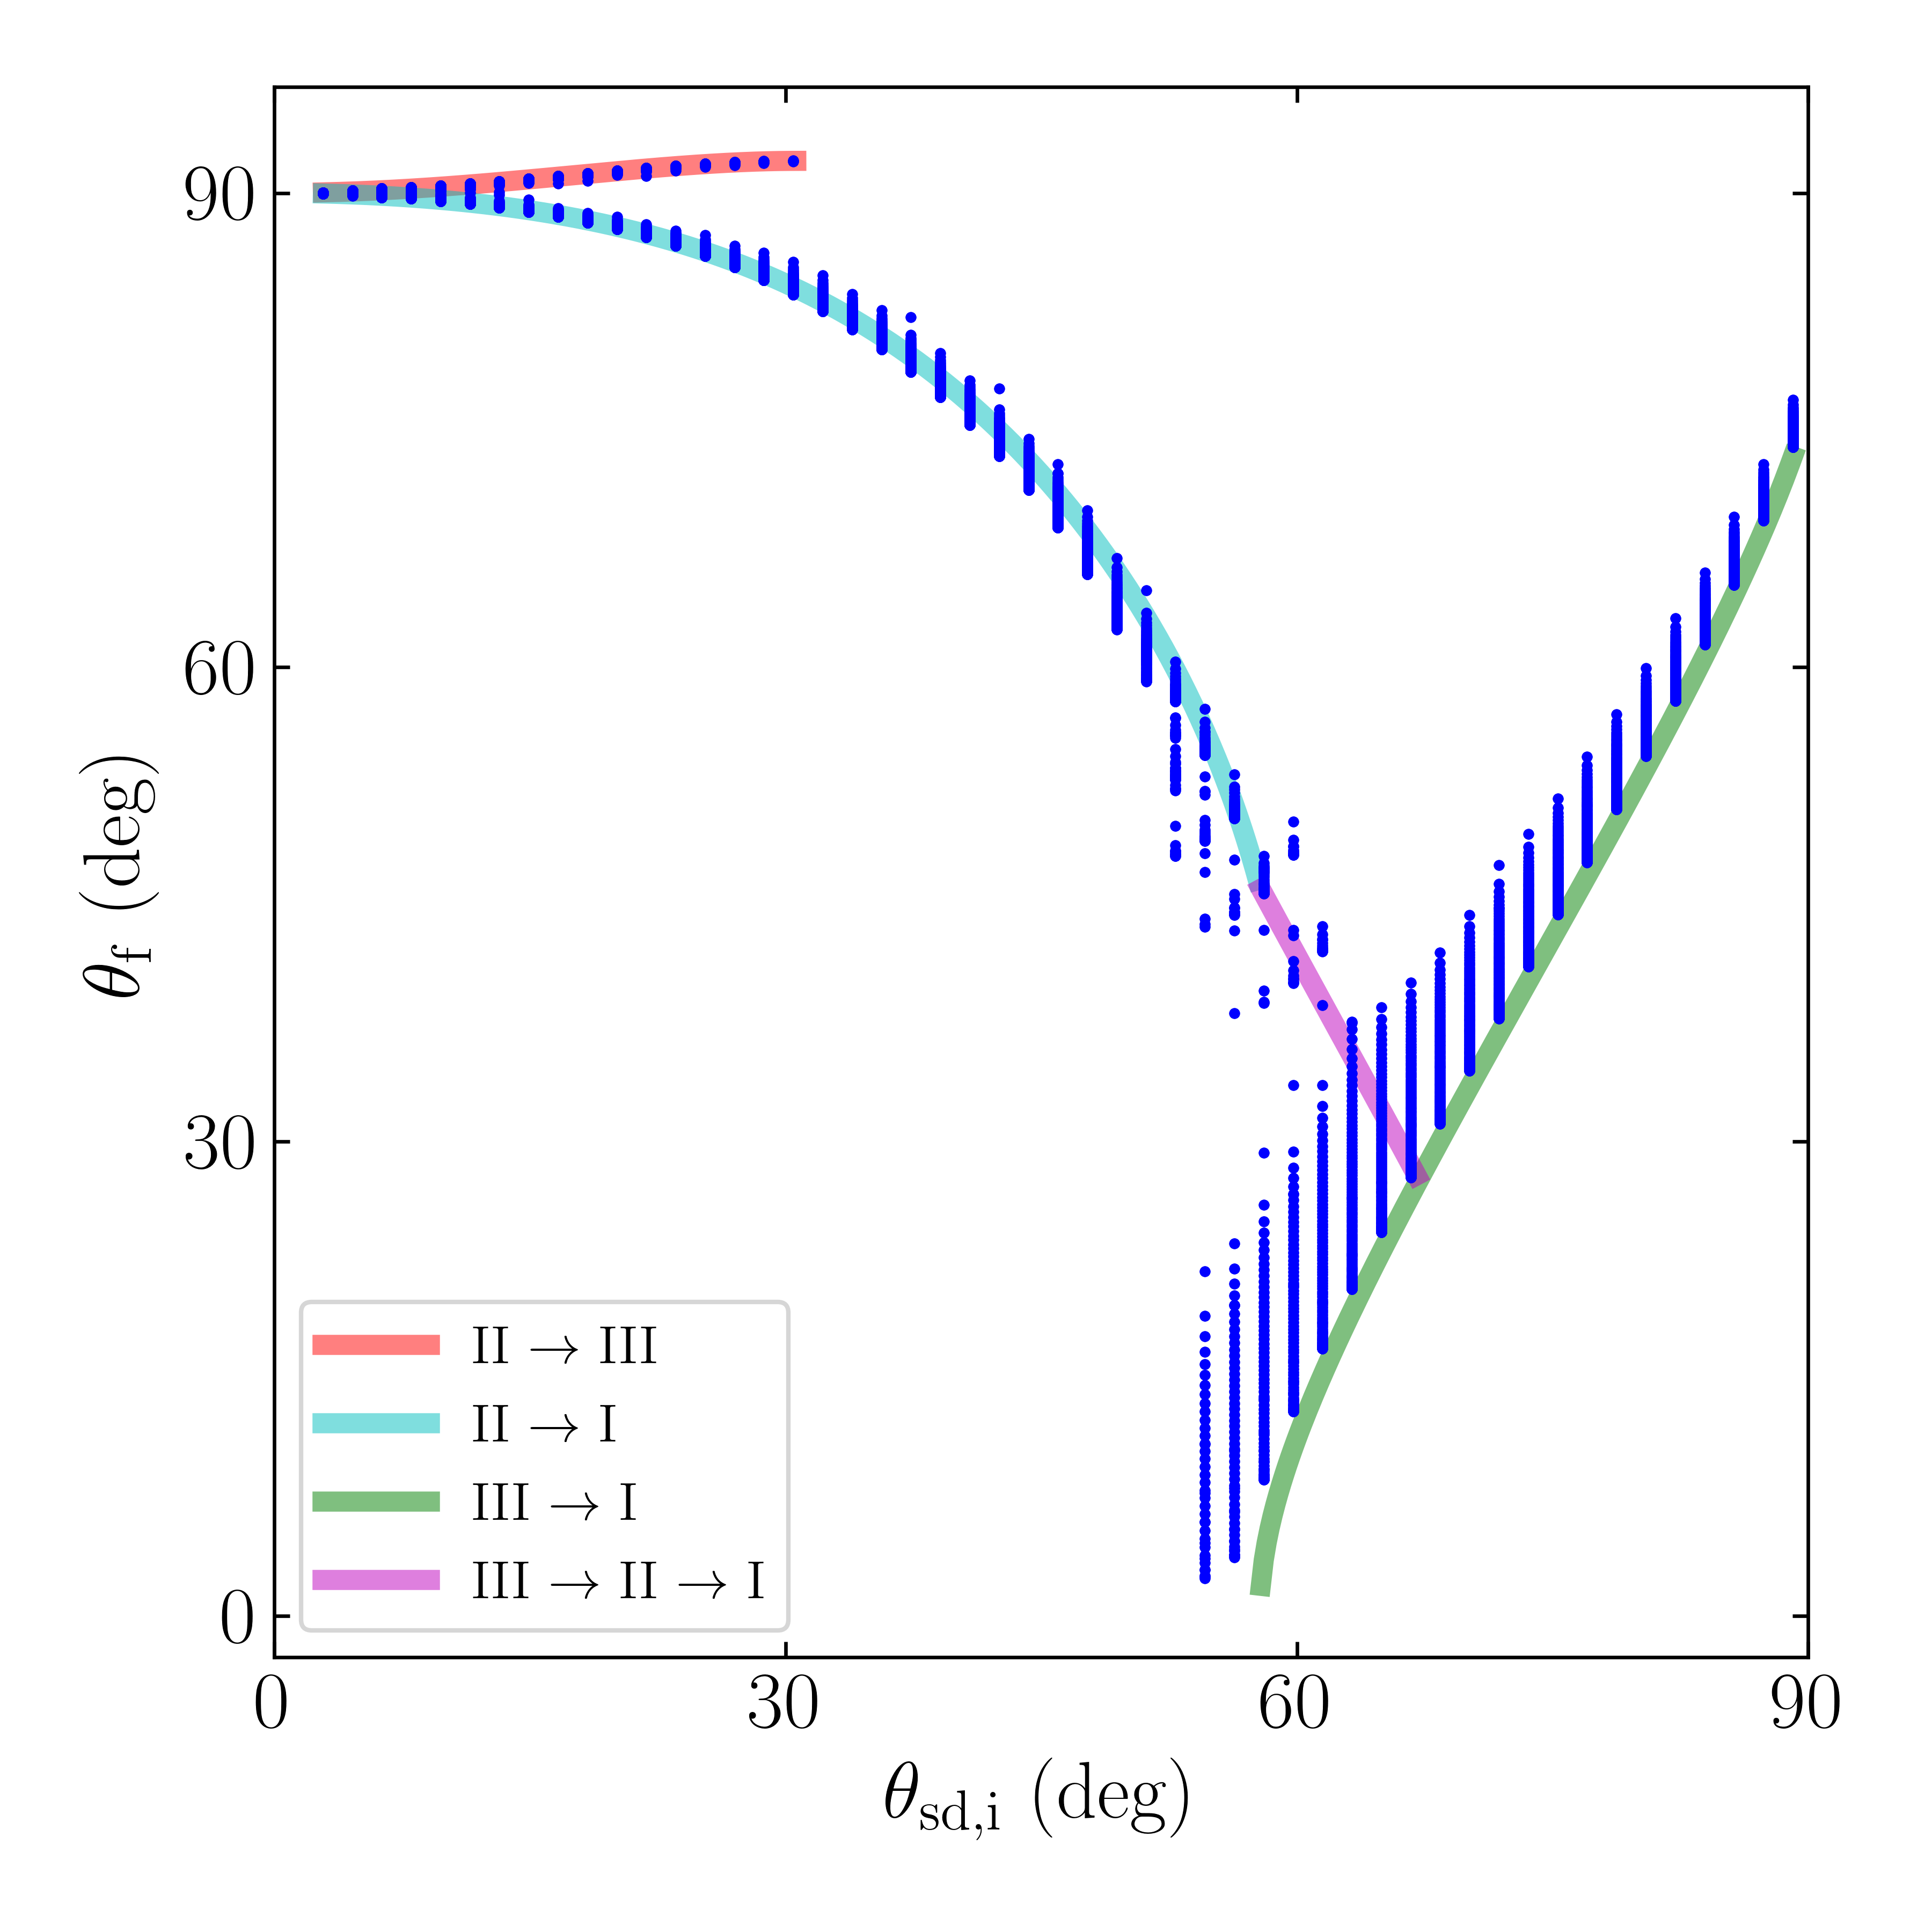 90
60
30
0
θf (deg)
II → III
II → I
III → I
III → II → I
0 30 60 90
θsd,i (deg)